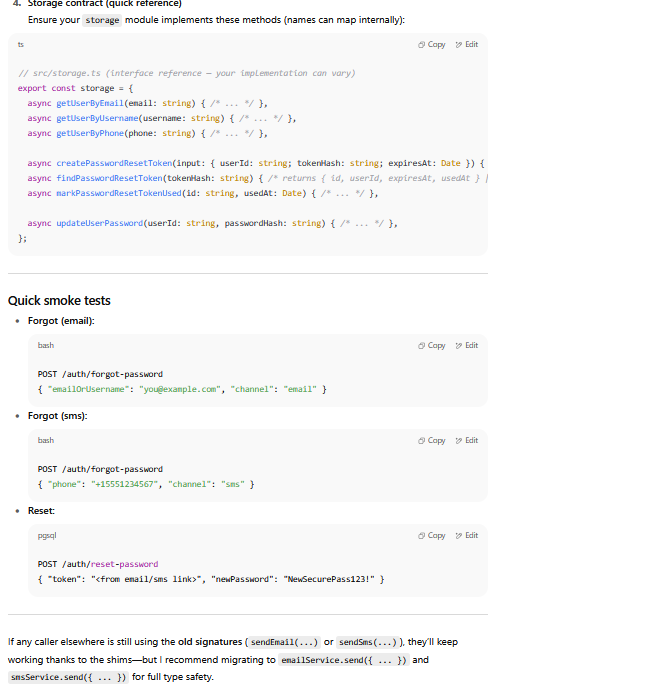 4. Storage contract (quick reference)
Ensure your storage module implements these methods (names can map internally):
ts
Copy Edit
// src/storage.ts (interface reference — your implementation can vary)
export const storage = {
async getUserByEmail(email: string) { /* ... */ },
async getUserByUsername(username: string) { /* ... */ },
async getUserByPhone(phone: string) { /* ... */ },
async createPasswordResetToken(input: { userId: string; tokenHash: string; expiresAt: Date }) {
async findPasswordResetToken(tokenHash: string) { /* returns { id, userId, expiresAt, usedAt } |
async markPasswordResetTokenUsed(id: string, usedAt: Date) { /* ... */ },
async updateUserPassword(userId: string, passwordHash: string) { /* ... */ },
};
Quick smoke tests
• Forgot (email):
bash
Copy Edit
POST /auth/forgot-password
{ "emailOrUsername": "you@example.com", "channel": "email" }
• Forgot (sms):
bash
Copy Edit
POST /auth/forgot-password
{ "phone": "+15551234567", "channel": "sms" }
• Reset:
pgsql
Copy Edit
POST /auth/reset-password
{ "token": "<from email/sms link>", "newPassword": "NewSecurePass123!" }
If any caller elsewhere is still using the old signatures (sendEmail(...) or sendSms(...)), they'll keep
working thanks to the shims—but I recommend migrating to emailService.send({ ... }) and
smsService.send({ ... }) for full type safety.